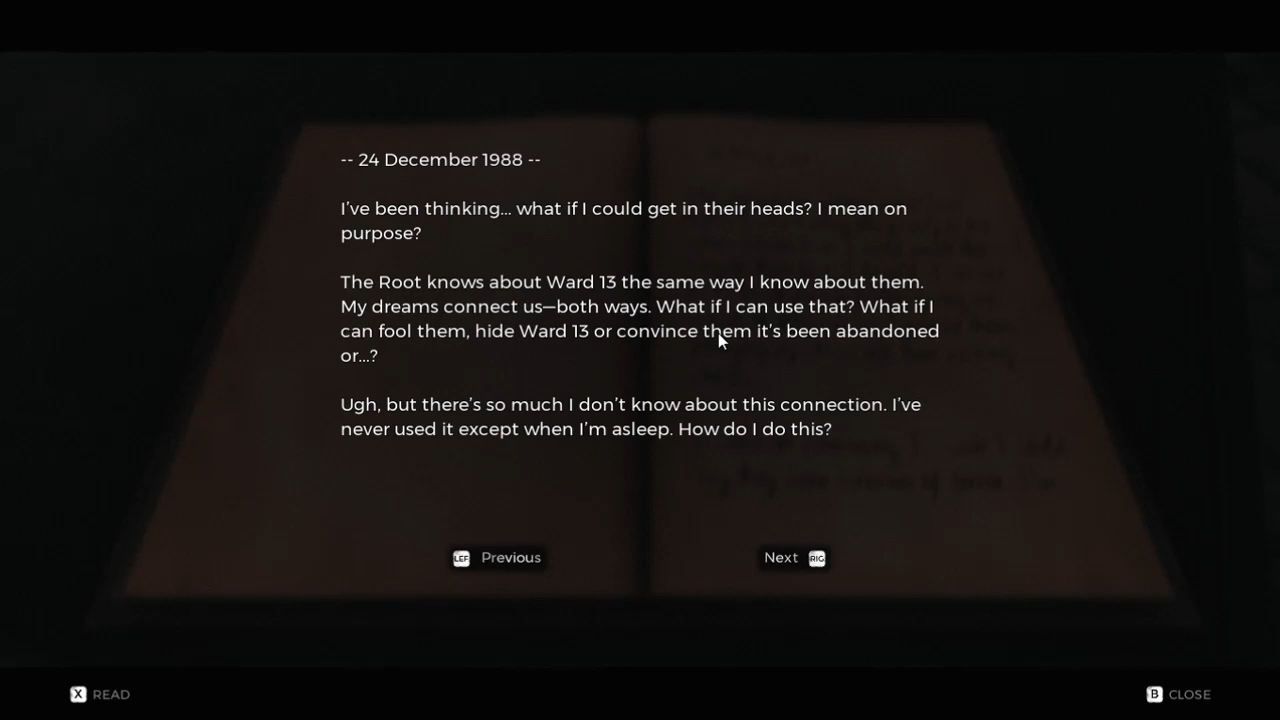 -- 24 December 1988 --
I've been thinking... what if I could get in their heads? I mean on
purpose?
The Root knows about Ward 13 the same way I know about them.
My dreams connect us—both ways. What if I can use that? What if I
can fool them, hide Ward 13 or convince them it's been abandoned
or...?
Ugh, but there's so much I don't know about this connection. I've
never used it except when I'm asleep. How do I do this?
LEF Previous
Next RIG
X READ
B CLOSE